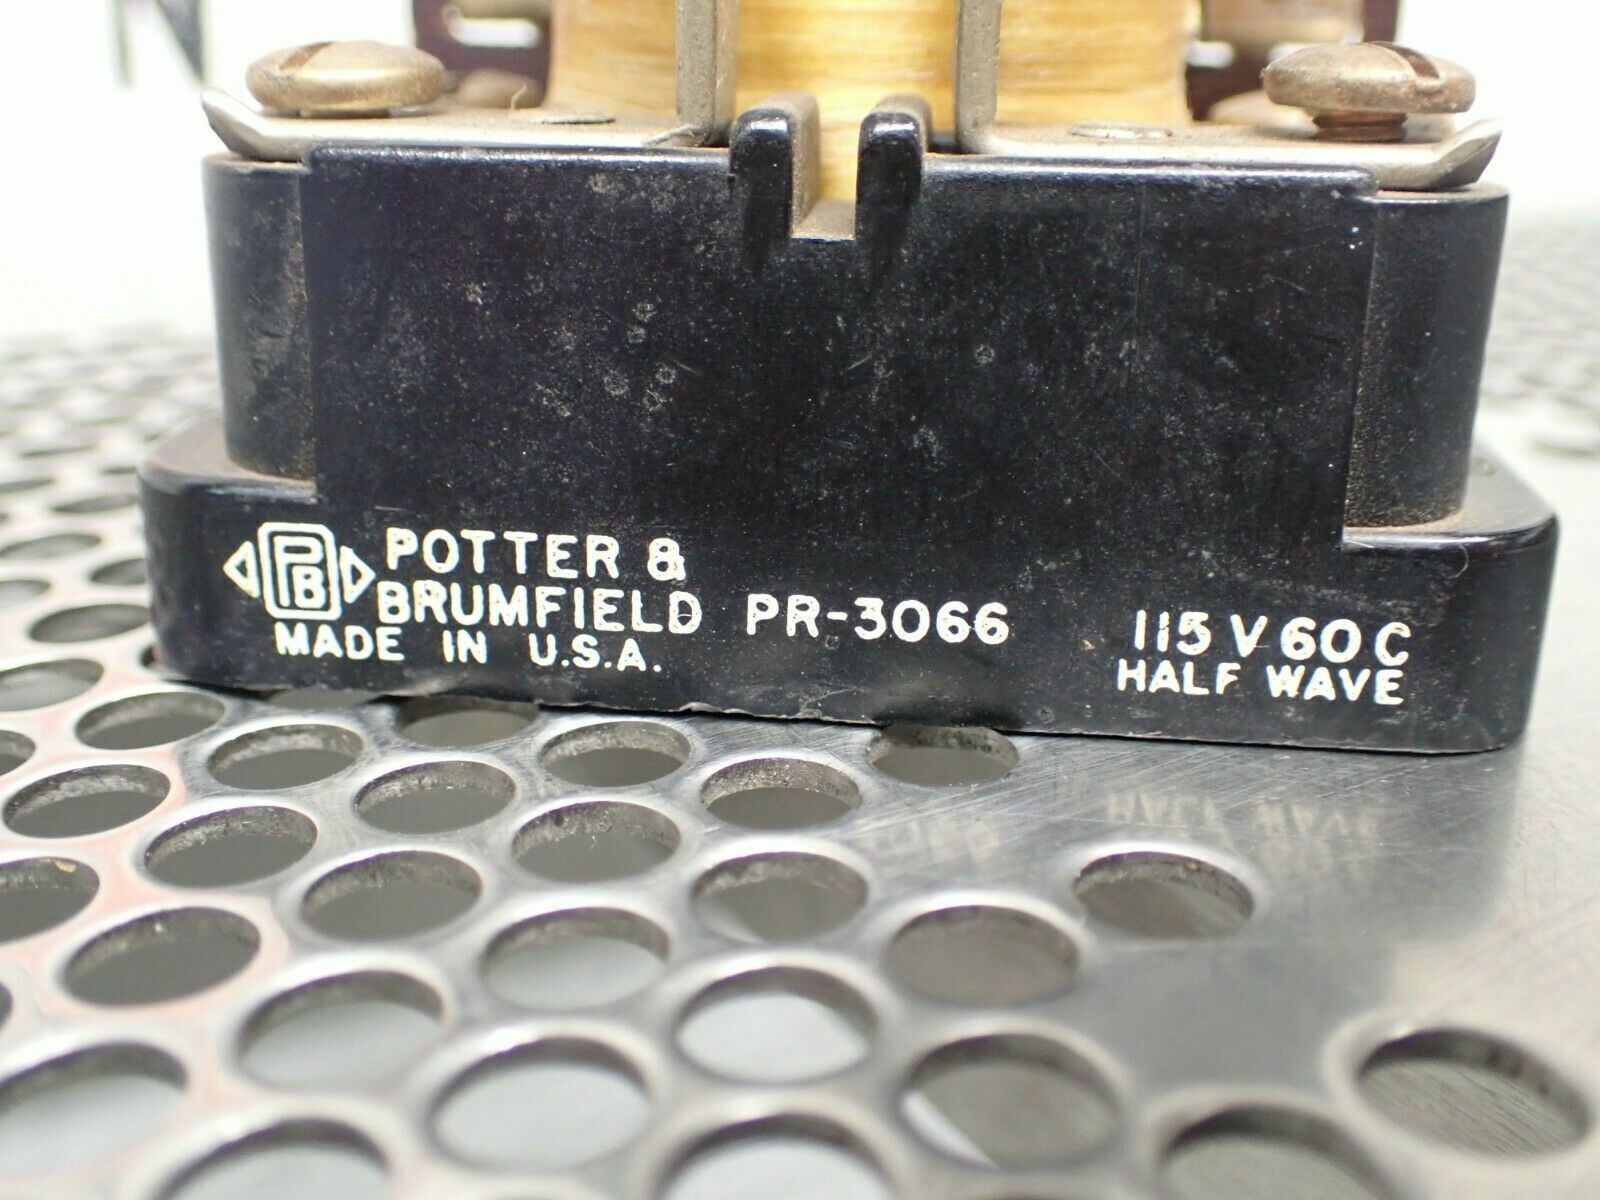 PB POTTER &
BRUMFIELD PR-3066
MADE IN U.S.A.
115 V 60 C
HALF WAVE